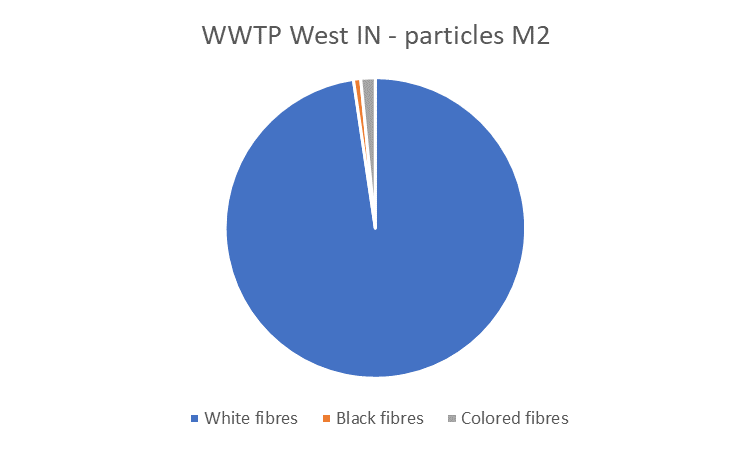 WWTP West IN - particles M2
White fibres Black fibres Colored fibres